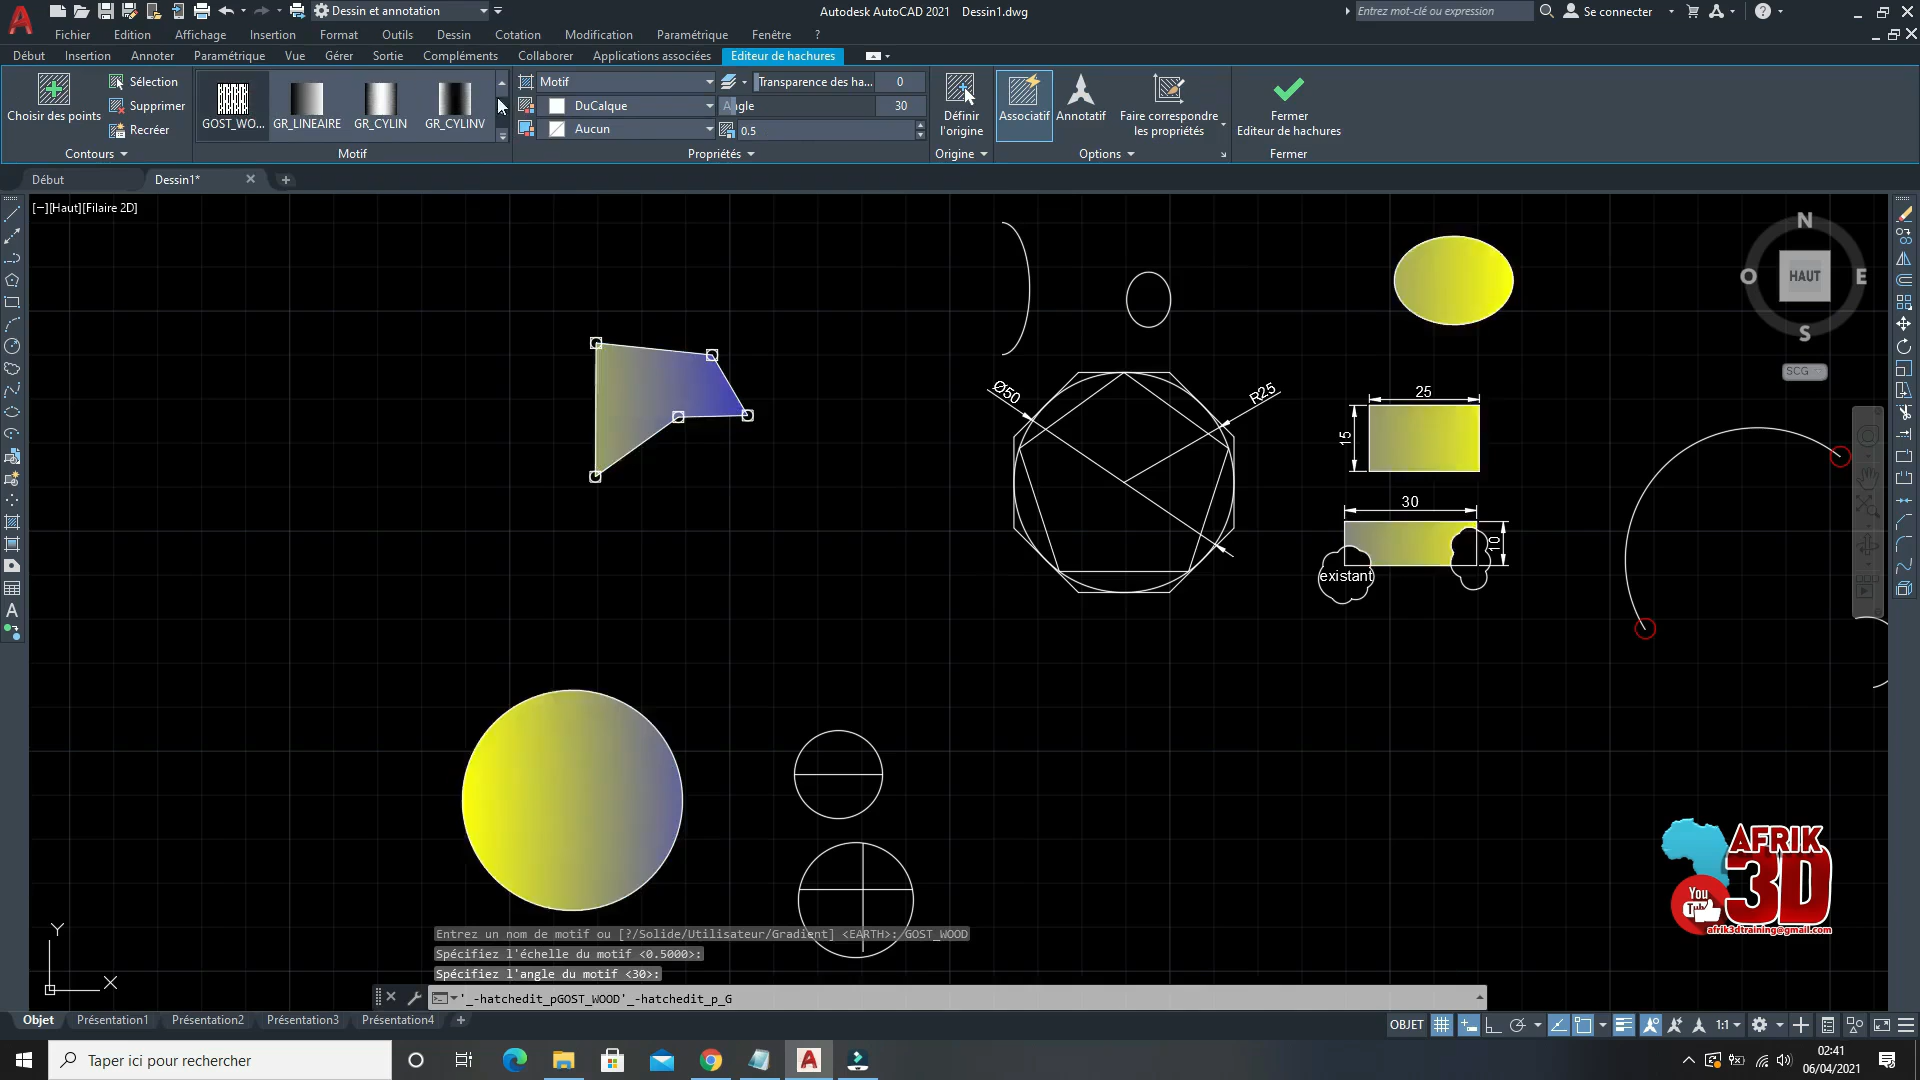 Dessin et annotation
Autodesk AutoCAD 2021 Dessin1.dwg
Entrez mot-clé ou expression
Se connecter
Fichier Edition Affichage Insertion Format Outils Dessin Cotation Modification Paramétrique Fenêtre ?
Début Insertion Annoter Paramétrique Vue Gérer Sortie Compléments Collaborer Applications associées Editeur de hachures
Choisir des points
Sélection
Supprimer
Recréer
Contours
GOST_WO... GR_LINEAIRE GR_CYLIN GR_CYLINV
Motif
Motif
DuCalque
Aucun
Transparence des ha... 0
Angle 30
0.5
Propriétés
Définir
l'origine
Origine
Associatif
Annotatif
Faire correspondre
les propriétés
Options
Fermer
Editeur de hachures
Fermer
Début
Dessin1*
[−][Haut][Filaire 2D]
N
O HAUT E
S
SCG
Ø50
R25
25
15
30
10
existant
AFRIK
3D
You
Tube
afrik3dtraining@gmail.com
Y
X
Entrez un nom de motif ou [?/Solide/Utilisateur/Gradient] <EARTH>: GOST_WOOD
Spécifiez l'échelle du motif <0.5000>:
Spécifiez l'angle du motif <30>:
'_-hatchedit_pGOST_WOOD'_-hatchedit_p_G
Objet Présentation1 Présentation2 Présentation3 Présentation4
OBJET
1:1
Taper ici pour rechercher
02:41
06/04/2021